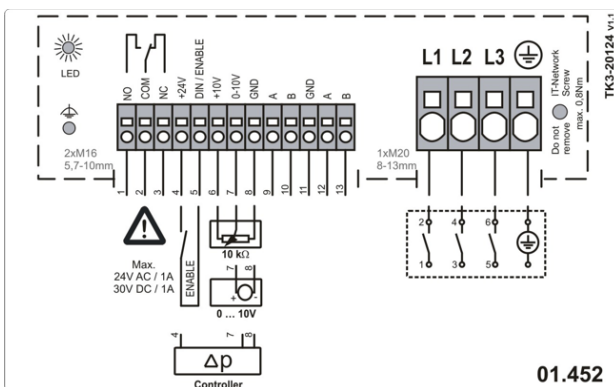 LED
NO
COM
NC
+24V
DIN / ENABLE
+10V
0-10V
GND
A
B
GND
A
B
L1 L2 L3
IT-Network
Screw
Do not
remove
max. 0,8Nm
TK3-20124 V1.1
2xM16
5,7-10mm
1xM20
8-13mm
1 2 3 4 5 6 7 8 9 10 11 12 13
Max.
24V AC / 1A
30V DC / 1A
ENABLE
10 kΩ
7 8
+ -
0 ... 10V
4 7 8
Δp
Controller
2 4 6
1 3 5
01.452